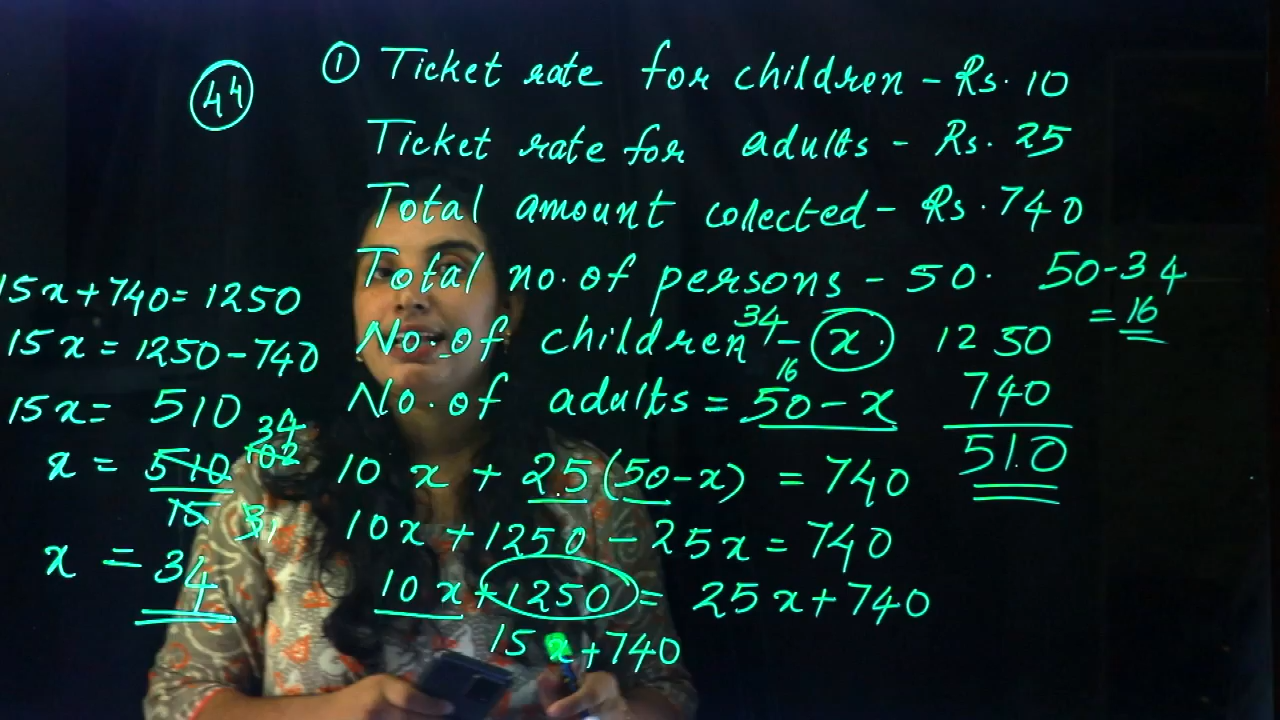 44
① Ticket rate for children - Rs. 10
Ticket rate for adults - Rs. 25
Total amount collected - Rs. 740
Total no. of persons - 50.
50-34
= 16
No. of children 34 - x.
No. of adults = 50 - x
16
10 x + 25 (50-x) = 740
10x + 1250 - 25x = 740
10 x + 1250 = 25x + 740
15 x + 740
15x + 740 = 1250
15x = 1250 - 740
15x = 510
x = 510 102 34
15
x = 34
1250
740
510